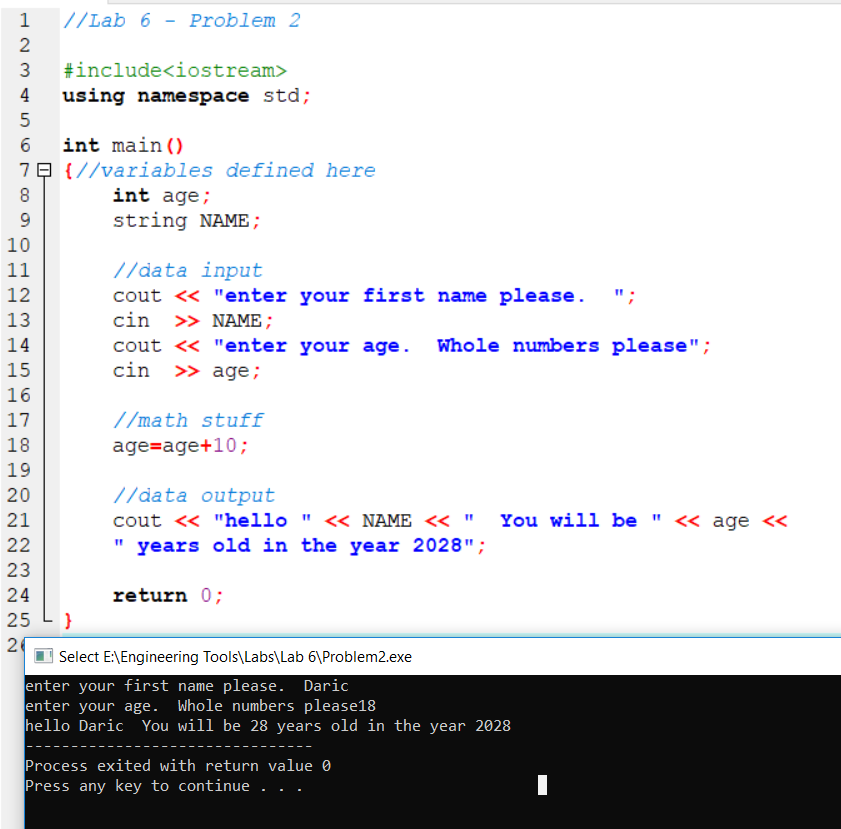 1 //Lab 6 - Problem 2
2
3 #include<iostream>
4 using namespace std;
5
6 int main()
7 {//variables defined here
8 int age;
9 string NAME;
10
11 //data input
12 cout << "enter your first name please.  ";
13 cin  >> NAME;
14 cout << "enter your age.  Whole numbers please";
15 cin  >> age;
16
17 //math stuff
18 age=age+10;
19
20 //data output
21 cout << "hello " << NAME << "  You will be " << age <<
22 " years old in the year 2028";
23
24 return 0;
25 }
Select E:\Engineering Tools\Labs\Lab 6\Problem2.exe
enter your first name please.  Daric
enter your age.  Whole numbers please18
hello Daric  You will be 28 years old in the year 2028
--------------------------------
Process exited with return value 0
Press any key to continue . . .